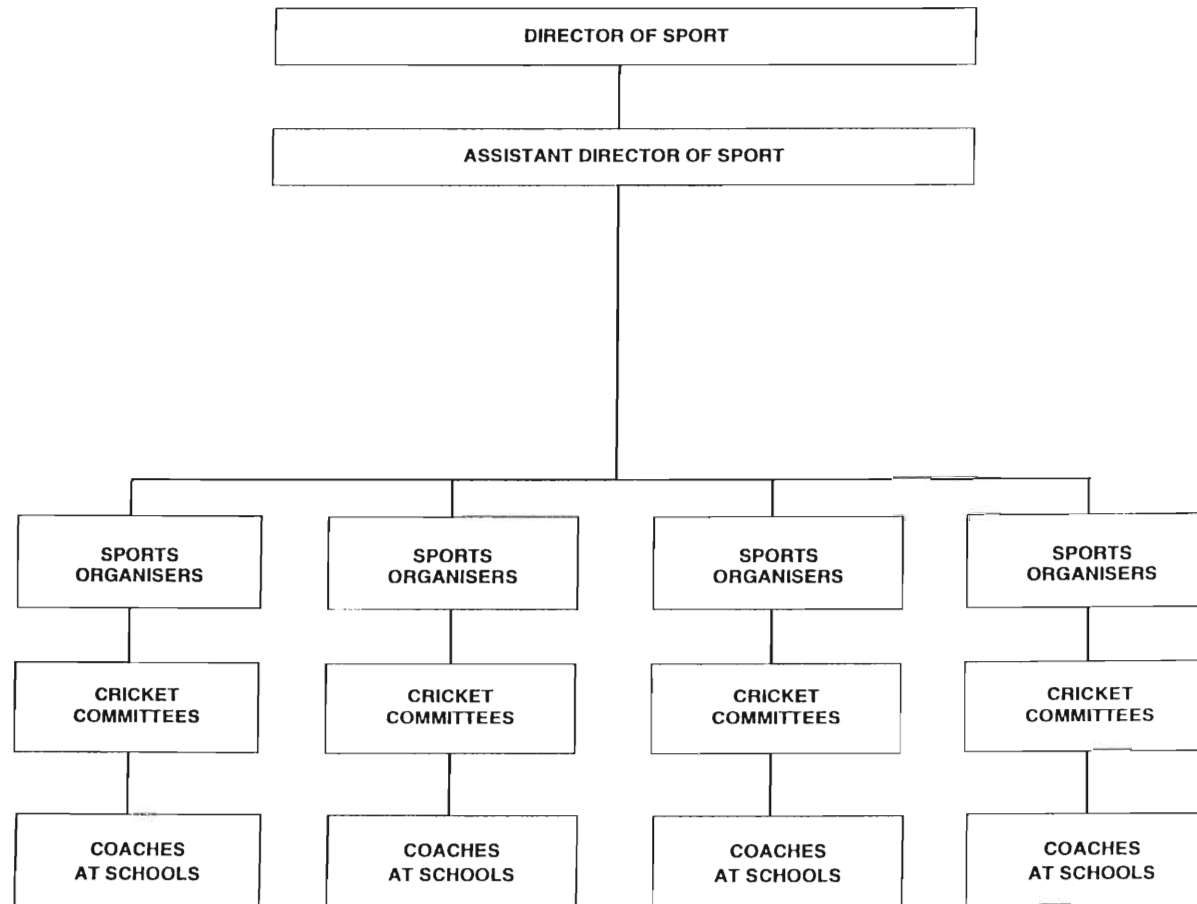 DIRECTOR OF SPORT
ASSISTANT DIRECTOR OF SPORT
SPORTS
ORGANISERS
SPORTS
ORGANISERS
SPORTS
ORGANISERS
SPORTS
ORGANISERS
CRICKET
COMMITTEES
CRICKET
COMMITTEES
CRICKET
COMMITTEES
CRICKET
COMMITTEES
COACHES
AT SCHOOLS
COACHES
AT SCHOOLS
COACHES
AT SCHOOLS
COACHES
AT SCHOOLS